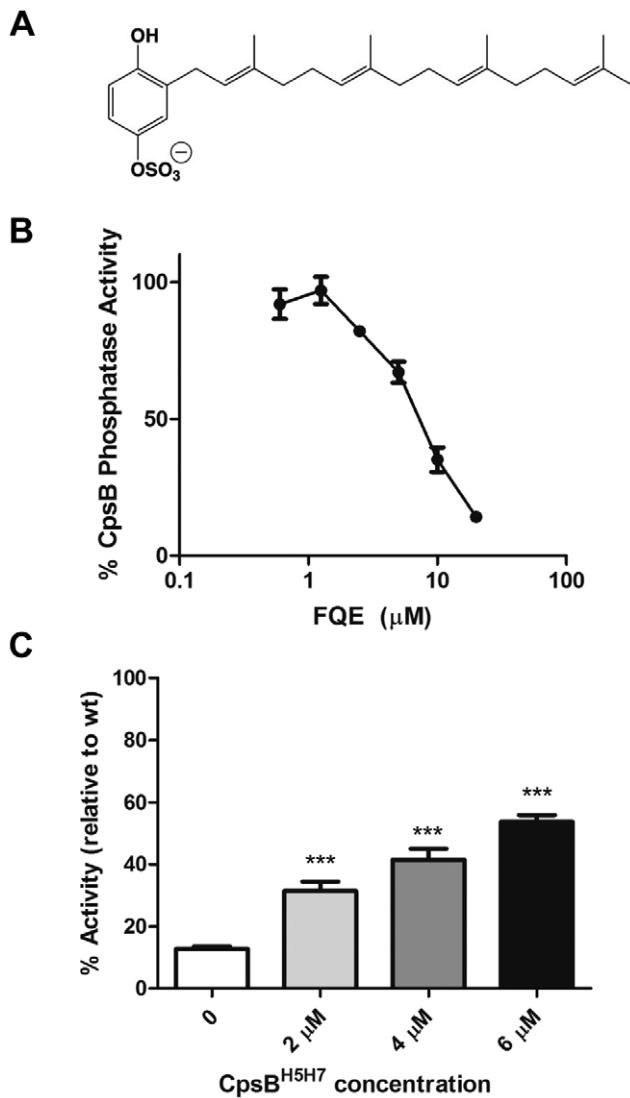 A
OH
OSO3 −
B
% CpsB Phosphatase Activity
100
50
0
0.1 1 10 100
FQE (μM)
C
% Activity (relative to wt)
100
80
60
40
20
0
***
***
***
0 2 μM 4 μM 6 μM
CpsB^H5H7 concentration